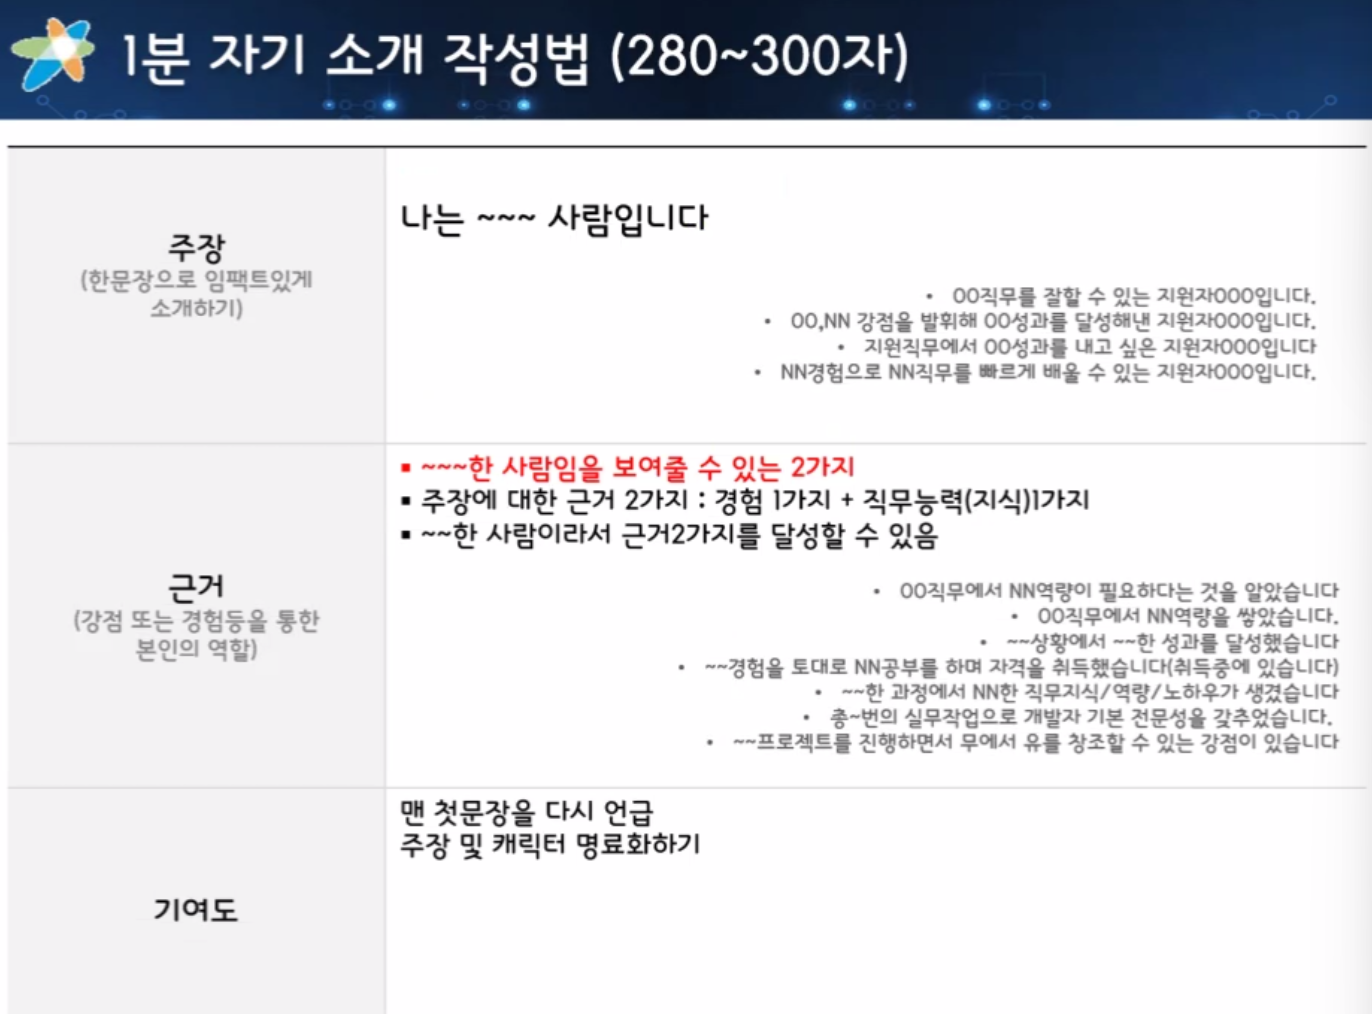 1분 자기 소개 작성법 (280~300자)
주장
(한문장으로 임팩트있게
소개하기)
나는 ~~~ 사람입니다
• OO직무를 잘할 수 있는 지원자OOO입니다.
• OO,NN 강점을 발휘해 OO성과를 달성해낸 지원자OOO입니다.
• 지원직무에서 OO성과를 내고 싶은 지원자OOO입니다
• NN경험으로 NN직무를 빠르게 배울 수 있는 지원자OOO입니다.
근거
(강점 또는 경험등을 통한
본인의 역할)
▪ ~~~한 사람임을 보여줄 수 있는 2가지
▪ 주장에 대한 근거 2가지 : 경험 1가지 + 직무능력(지식)1가지
▪ ~~한 사람이라서 근거2가지를 달성할 수 있음
• OO직무에서 NN역량이 필요하다는 것을 알았습니다
• OO직무에서 NN역량을 쌓았습니다.
• ~~상황에서 ~~한 성과를 달성했습니다
• ~~경험을 토대로 NN공부를 하며 자격을 취득했습니다(취득중에 있습니다)
• ~~한 과정에서 NN한 직무지식/역량/노하우가 생겼습니다
• 총~번의 실무작업으로 개발자 기본 전문성을 갖추었습니다.
• ~~프로젝트를 진행하면서 무에서 유를 창조할 수 있는 강점이 있습니다
기여도
맨 첫문장을 다시 언급
주장 및 캐릭터 명료화하기